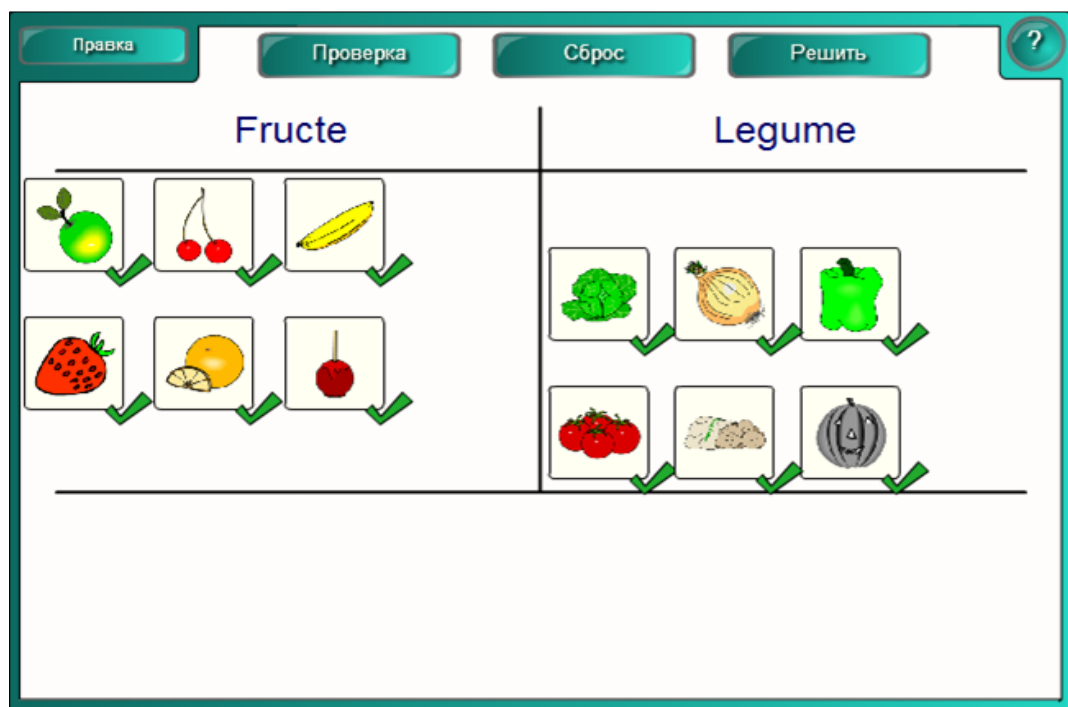 Правка
Проверка
Сброс
Решить
?
Fructe
Legume